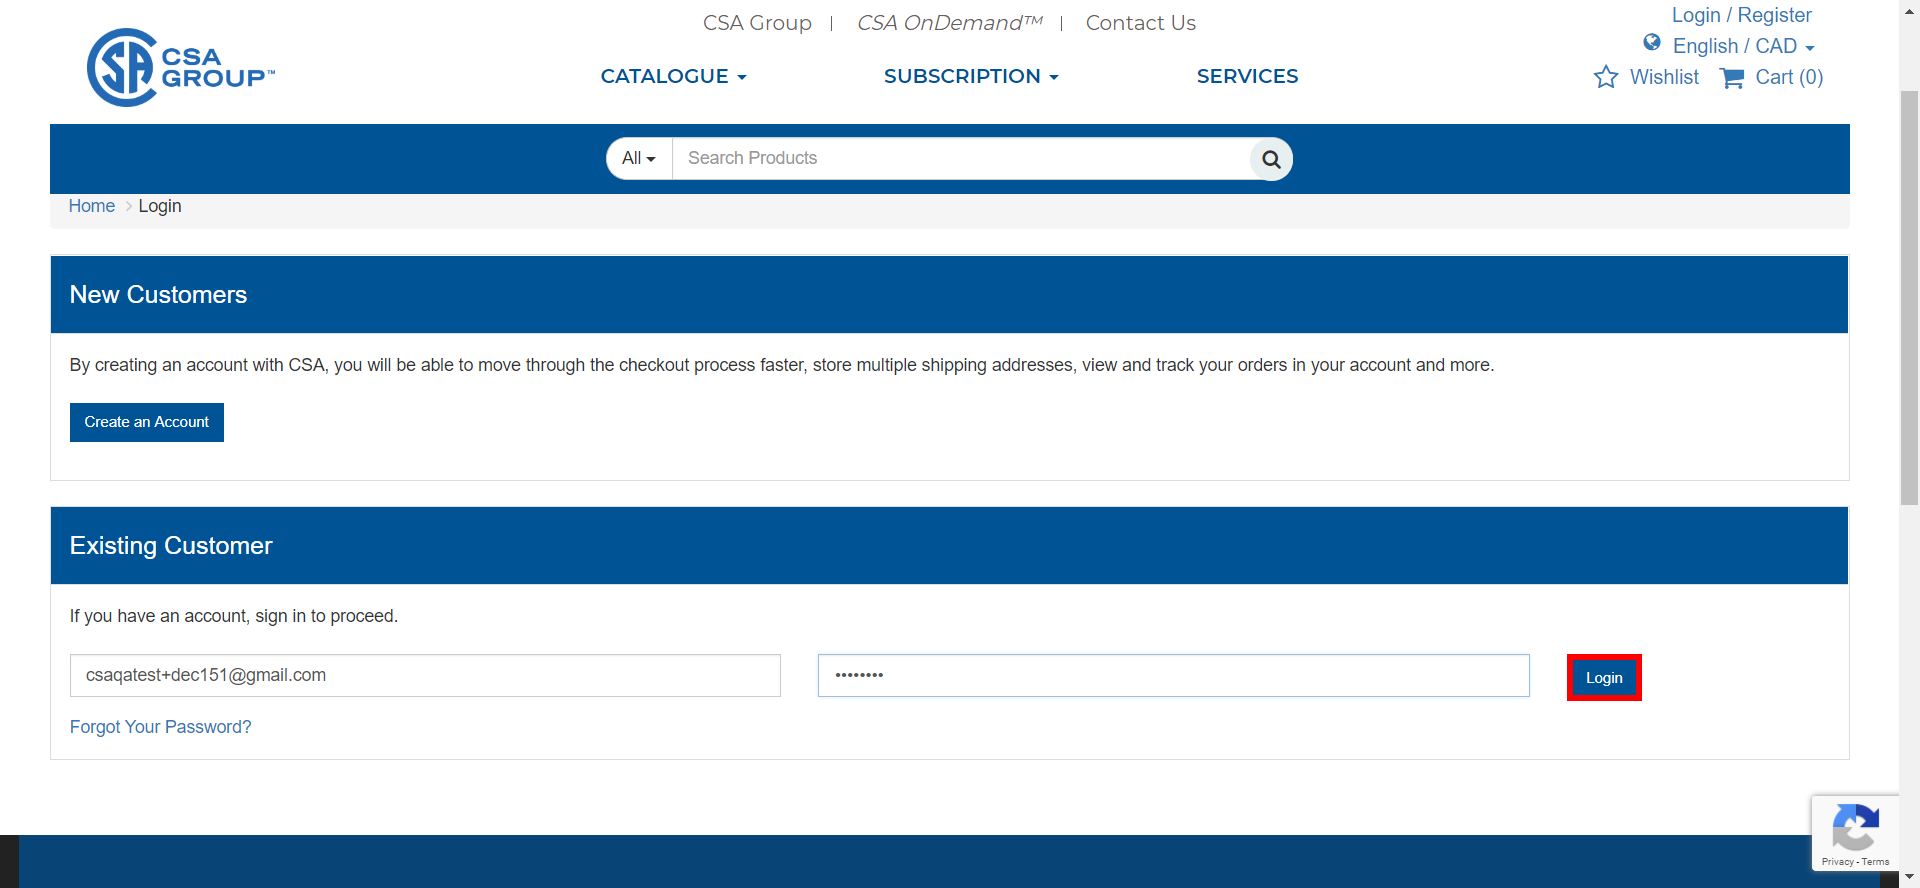 CSA Group | CSA OnDemand™ | Contact Us
Login / Register
English / CAD
Wishlist Cart (0)
CSA
GROUP™
CATALOGUE SUBSCRIPTION SERVICES
All Search Products
Home > Login
New Customers
By creating an account with CSA, you will be able to move through the checkout process faster, store multiple shipping addresses, view and track your orders in your account and more.
Create an Account
Existing Customer
If you have an account, sign in to proceed.
csaqatest+dec151@gmail.com •••••••• Login
Forgot Your Password?
Privacy - Terms